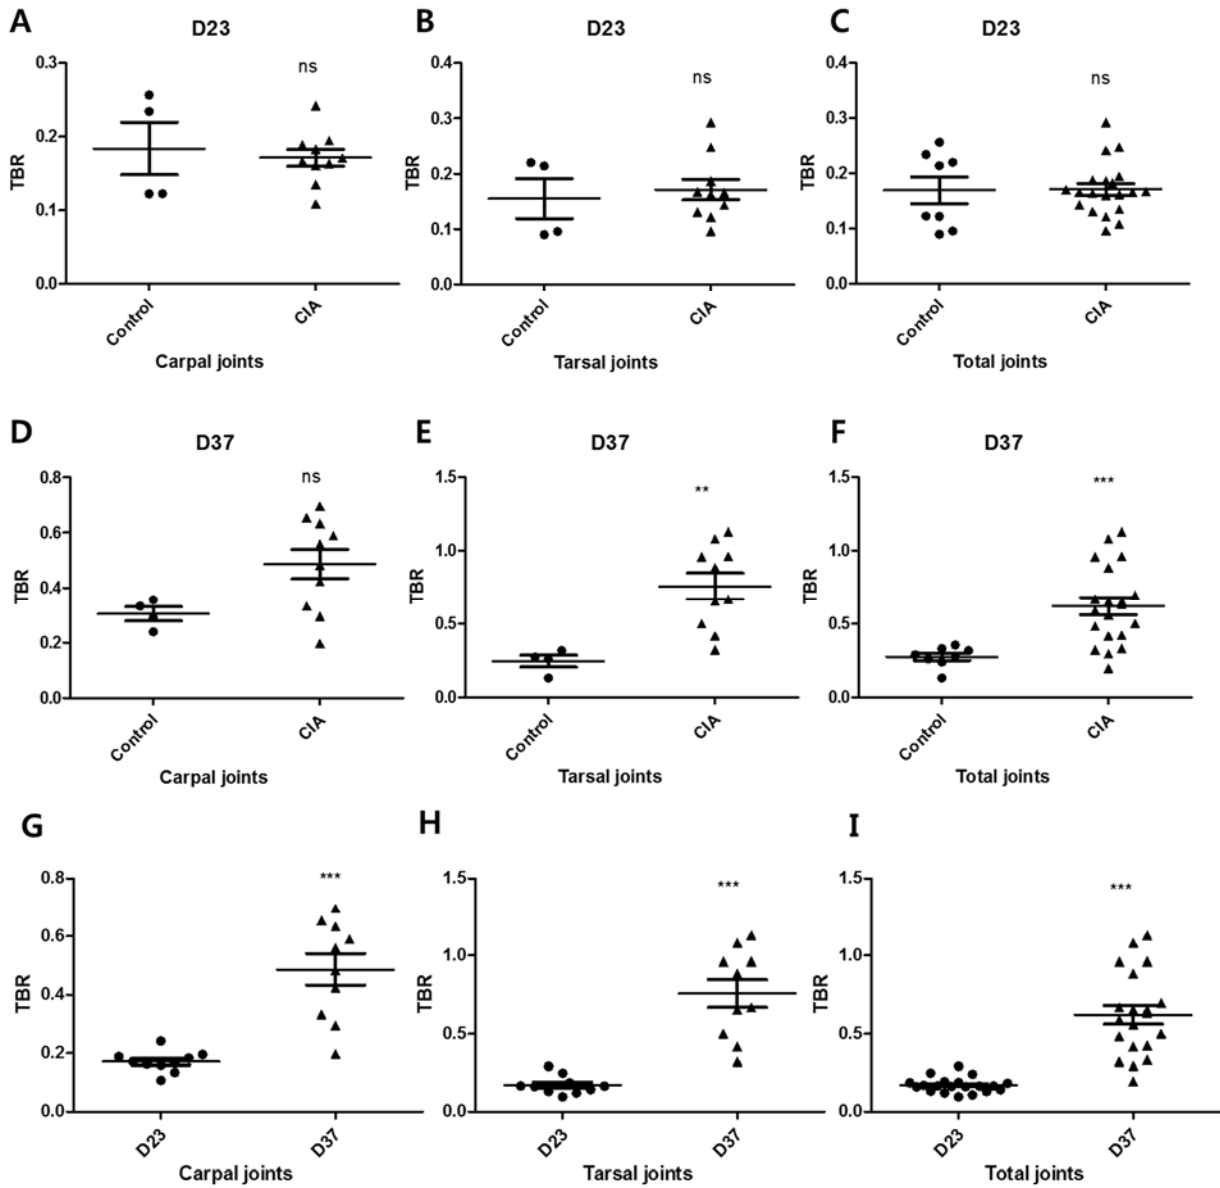 A
D23
ns
0.3
0.2
0.1
0.0
TBR
Control
CIA
Carpal joints
B
D23
ns
0.4
0.3
0.2
0.1
0.0
TBR
Control
CIA
Tarsal joints
C
D23
ns
0.4
0.3
0.2
0.1
0.0
TBR
Control
CIA
Total joints
D
D37
ns
0.8
0.6
0.4
0.2
0.0
TBR
Control
CIA
Carpal joints
E
D37
**
1.5
1.0
0.5
0.0
TBR
Control
CIA
Tarsal joints
F
D37
***
1.5
1.0
0.5
0.0
TBR
Control
CIA
Total joints
G
***
0.8
0.6
0.4
0.2
0.0
TBR
D23
D37
Carpal joints
H
***
1.5
1.0
0.5
0.0
TBR
D23
D37
Tarsal joints
I
***
1.5
1.0
0.5
0.0
TBR
D23
D37
Total joints